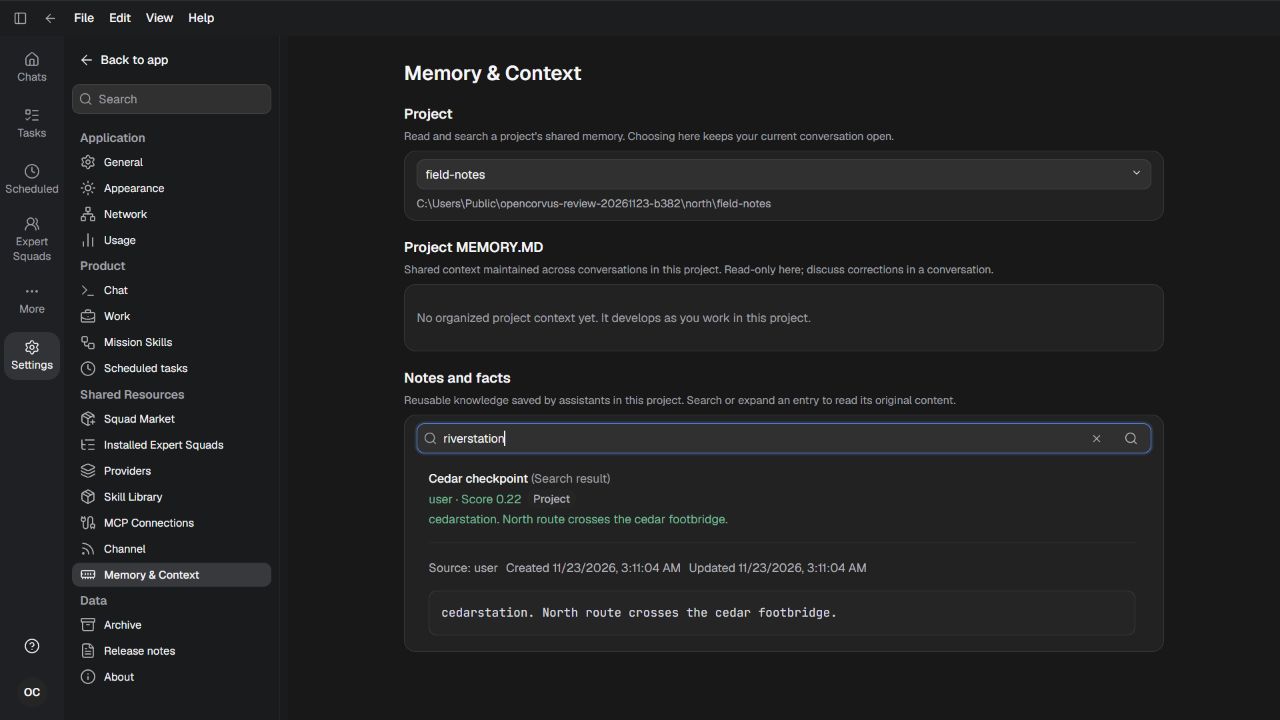 File Edit View Help
Chats
Tasks
Scheduled
Expert
Squads
More
Settings
OC
Back to app
Search
Application
General
Appearance
Network
Usage
Product
Chat
Work
Mission Skills
Scheduled tasks
Shared Resources
Squad Market
Installed Expert Squads
Providers
Skill Library
MCP Connections
Channel
Memory & Context
Data
Archive
Release notes
About
Memory & Context
Project
Read and search a project's shared memory. Choosing here keeps your current conversation open.
field-notes
C:\Users\Public\opencorvus-review-20261123-b382\north\field-notes
Project MEMORY.MD
Shared context maintained across conversations in this project. Read-only here; discuss corrections in a conversation.
No organized project context yet. It develops as you work in this project.
Notes and facts
Reusable knowledge saved by assistants in this project. Search or expand an entry to read its original content.
riverstation
Cedar checkpoint (Search result)
user · Score 0.22 Project
cedarstation. North route crosses the cedar footbridge.
Source: user Created 11/23/2026, 3:11:04 AM Updated 11/23/2026, 3:11:04 AM
cedarstation. North route crosses the cedar footbridge.